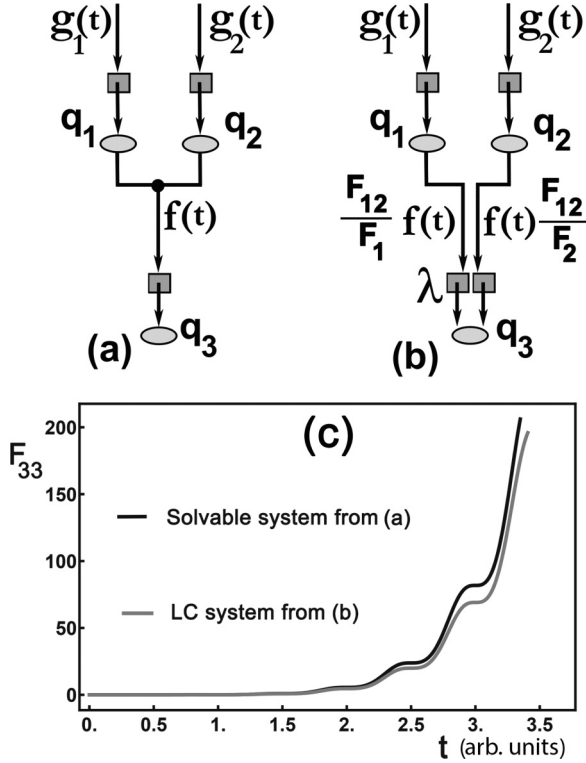 g1(t) g2(t)
q1 q2
f(t)
q3
(a)
g1(t) g2(t)
q1 q2
F12/F1 f(t) f(t) F12/F2
λ
q3
(b)
(c)
F33
200
150
100
50
0
Solvable system from (a)
LC system from (b)
0. 0.5 1. 1.5 2. 2.5 3. 3.5
t (arb. units)